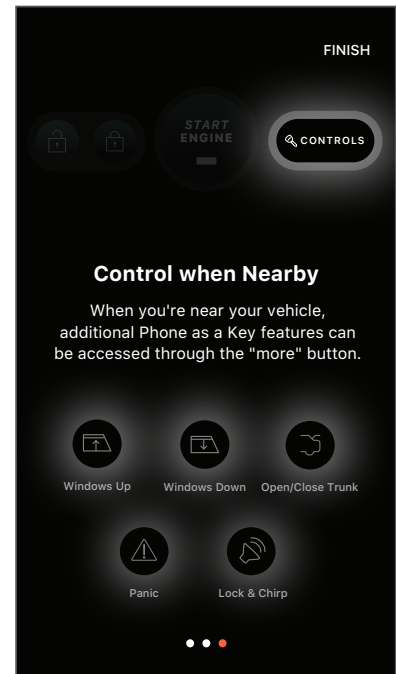 FINISH
START
ENGINE
CONTROLS
Control when Nearby
When you're near your vehicle,
additional Phone as a Key features can
be accessed through the "more" button.
Windows Up
Windows Down
Open/Close Trunk
Panic
Lock & Chirp